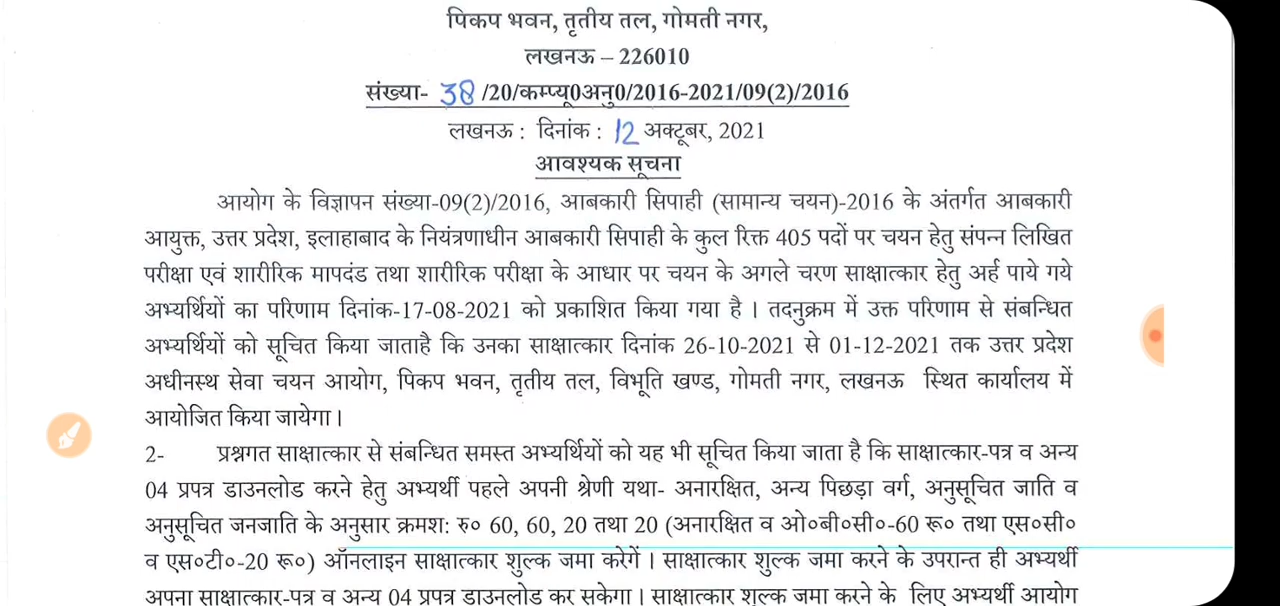 पिकप भवन, तृतीय तल, गोमती नगर,
लखनऊ – 226010
संख्या- 38 /20/कम्प्यू0अनु0/2016-2021/09(2)/2016
लखनऊ : दिनांक : 12 अक्टूबर, 2021
आवश्यक सूचना
आयोग के विज्ञापन संख्या-09(2)/2016, आबकारी सिपाही (सामान्य चयन)-2016 के अंतर्गत आबकारी
आयुक्त, उत्तर प्रदेश, इलाहाबाद के नियंत्रणाधीन आबकारी सिपाही के कुल रिक्त 405 पदों पर चयन हेतु संपन्न लिखित
परीक्षा एवं शारीरिक मापदंड तथा शारीरिक परीक्षा के आधार पर चयन के अगले चरण साक्षात्कार हेतु अर्ह पाये गये
अभ्यर्थियों का परिणाम दिनांक-17-08-2021 को प्रकाशित किया गया है । तदनुक्रम में उक्त परिणाम से संबन्धित
अभ्यर्थियों को सूचित किया जाताहै कि उनका साक्षात्कार दिनांक 26-10-2021 से 01-12-2021 तक उत्तर प्रदेश
अधीनस्थ सेवा चयन आयोग, पिकप भवन, तृतीय तल, विभूति खण्ड, गोमती नगर, लखनऊ स्थित कार्यालय में
आयोजित किया जायेगा ।
2- प्रश्नगत साक्षात्कार से संबन्धित समस्त अभ्यर्थियों को यह भी सूचित किया जाता है कि साक्षात्कार-पत्र व अन्य
04 प्रपत्र डाउनलोड करने हेतु अभ्यर्थी पहले अपनी श्रेणी यथा- अनारक्षित, अन्य पिछड़ा वर्ग, अनुसूचित जाति व
अनुसूचित जनजाति के अनुसार क्रमश: रु० 60, 60, 20 तथा 20 (अनारक्षित व ओ०बी०सी०-60 रू० तथा एस०सी०
व एस०टी०-20 रू०) ऑनलाइन साक्षात्कार शुल्क जमा करेगें । साक्षात्कार शुल्क जमा करने के उपरान्त ही अभ्यर्थी
अपना साक्षात्कार-पत्र व अन्य 04 प्रपत्र डाउनलोड कर सकेगा । साक्षात्कार शुल्क जमा करने के लिए अभ्यर्थी आयोग